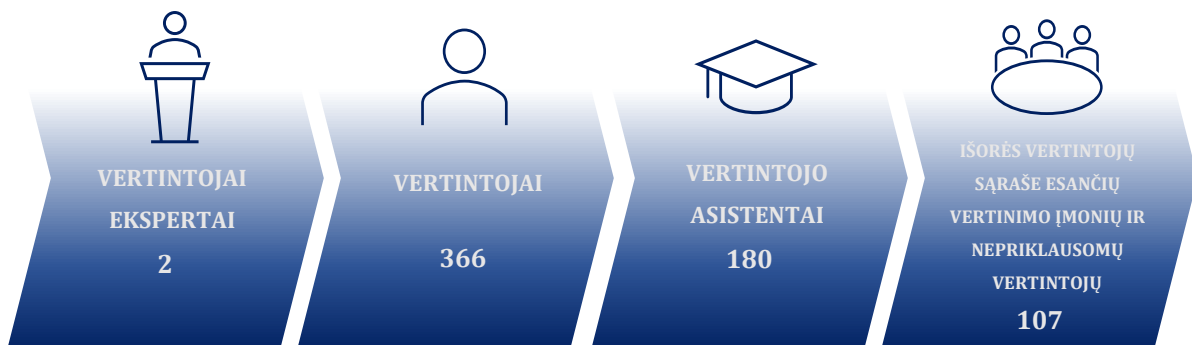 VERTINTOJAI
EKSPERTAI
2
VERTINTOJAI
366
VERTINTOJO
ASISTENTAI
180
IŠORĖS VERTINTOJŲ
SĄRAŠE ESANČIŲ
VERTINIMO ĮMONIŲ IR
NEPRIKLAUSOMŲ
VERTINTOJŲ
107